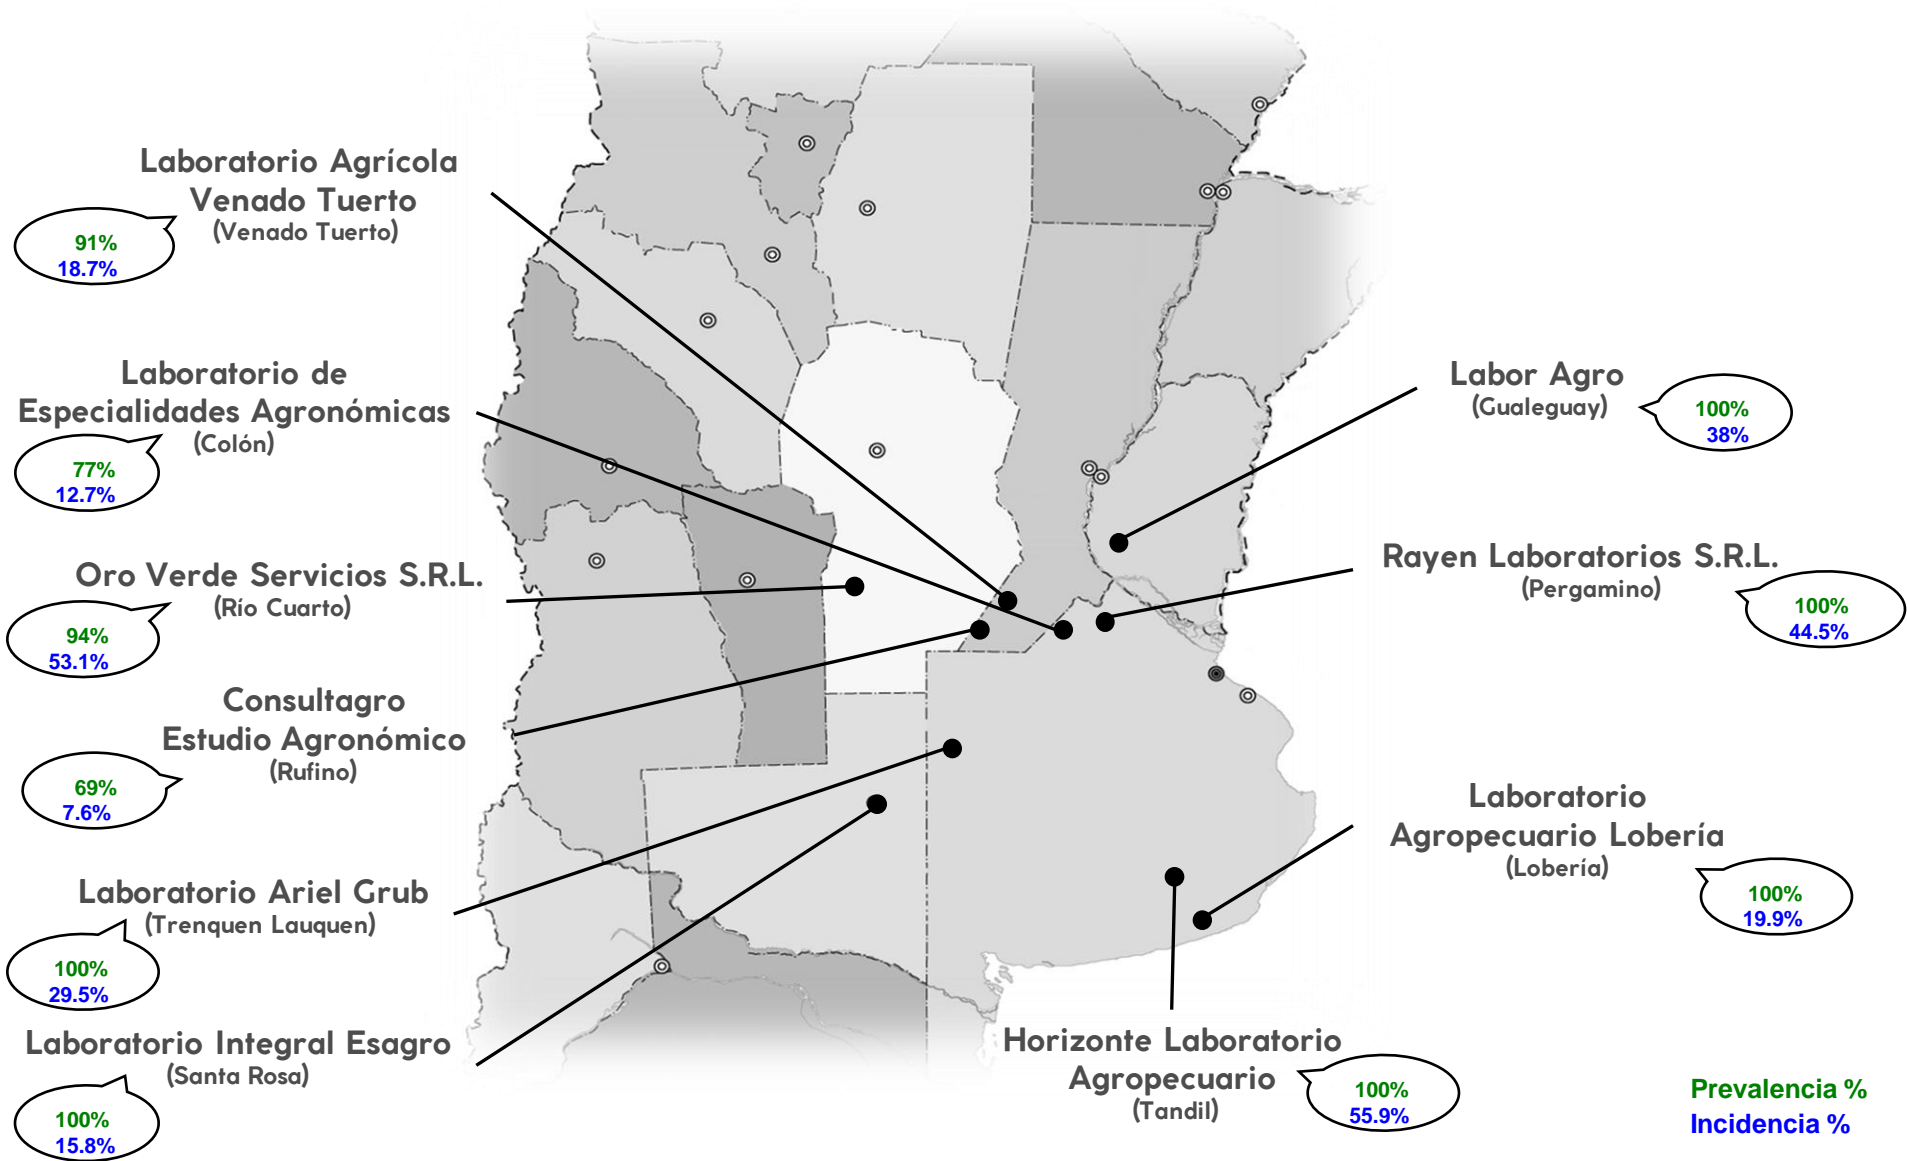 Laboratorio Agrícola
Venado Tuerto
(Venado Tuerto)
91%
18.7%
Laboratorio de
Especialidades Agronómicas
(Colón)
77%
12.7%
Oro Verde Servicios S.R.L.
(Río Cuarto)
94%
53.1%
Consultagro
Estudio Agronómico
(Rufino)
69%
7.6%
Laboratorio Ariel Grub
(Trenquen Lauquen)
100%
29.5%
Laboratorio Integral Esagro
(Santa Rosa)
100%
15.8%
Labor Agro
(Gualeguay)
100%
38%
Rayen Laboratorios S.R.L.
(Pergamino)
100%
44.5%
Laboratorio
Agropecuario Lobería
(Lobería)
100%
19.9%
Horizonte Laboratorio
Agropecuario
(Tandil)
100%
55.9%
Prevalencia %
Incidencia %